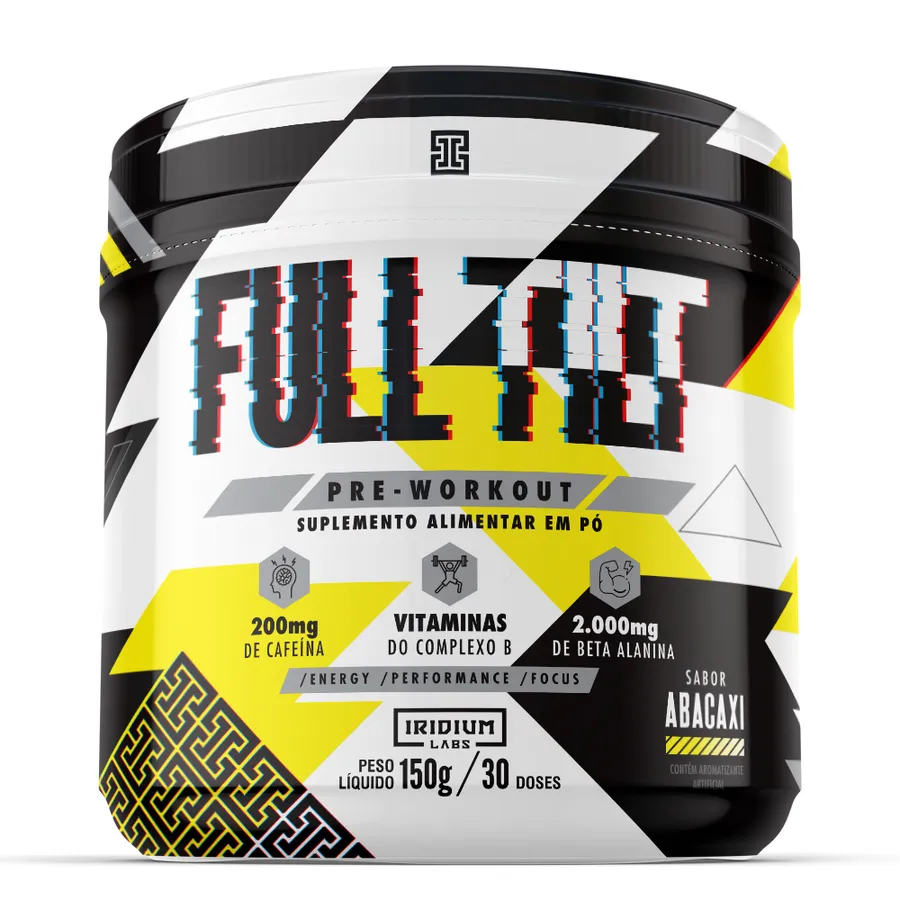 FULL TILT
PRE-WORKOUT
SUPLEMENTO ALIMENTAR EM PÓ
200mg
DE CAFEÍNA
VITAMINAS
DO COMPLEXO B
2.000mg
DE BETA ALANINA
/ENERGY /PERFORMANCE /FOCUS
SABOR
ABACAXI
CONTÉM AROMATIZANTE
ARTIFICIAL
IRIDIUM
LABS
PESO
LÍQUIDO 150g / 30 DOSES